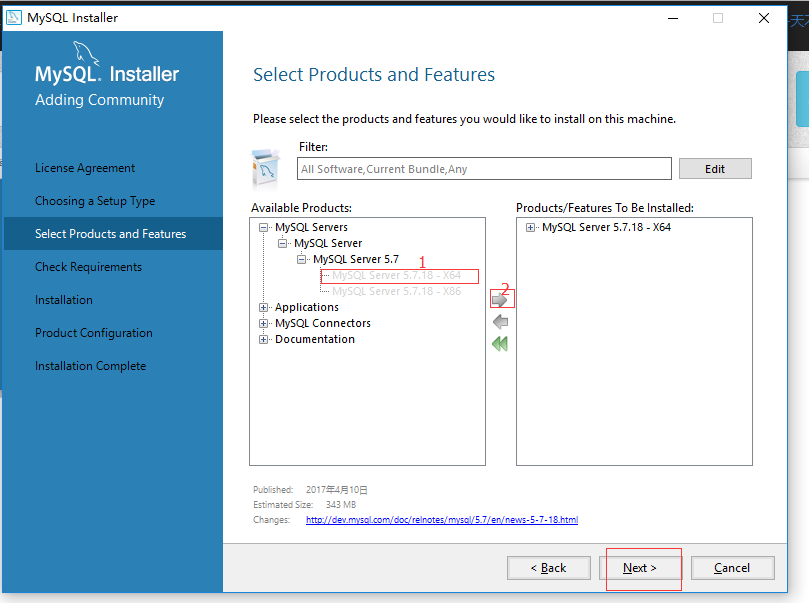 MySQL Installer
MySQL. Installer
Adding Community
License Agreement
Choosing a Setup Type
Select Products and Features
Check Requirements
Installation
Product Configuration
Installation Complete
Select Products and Features
Please select the products and features you would like to install on this machine.
Filter:
All Software,Current Bundle,Any
Edit
Available Products:
MySQL Servers
MySQL Server
MySQL Server 5.7
1
MySQL Server 5.7.18 - X64
MySQL Server 5.7.18 - X86
Applications
MySQL Connectors
Documentation
2
Products/Features To Be Installed:
MySQL Server 5.7.18 - X64
Published: 2017年4月10日
Estimated Size: 343 MB
Changes: http://dev.mysql.com/doc/relnotes/mysql/5.7/en/news-5-7-18.html
< Back
Next >
Cancel